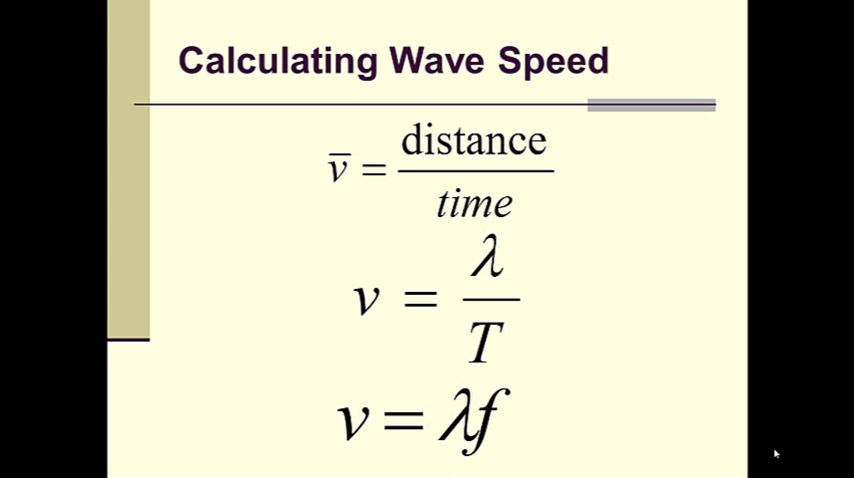 Calculating Wave Speed
v̅ = distance / time
v = λ / T
v = λf